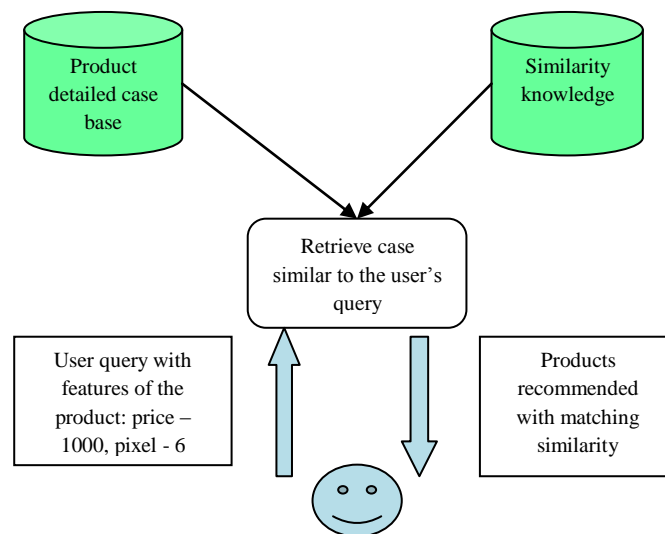 Product
detailed case
base
Similarity
knowledge
Retrieve case
similar to the user’s
query
User query with
features of the
product: price –
1000, pixel - 6
Products
recommended
with matching
similarity